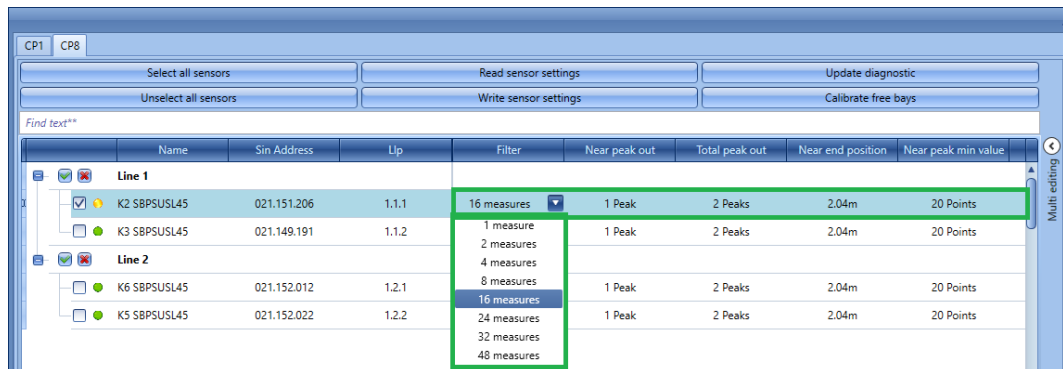 CP1 CP8
Select all sensors Read sensor settings Update diagnostic
Unselect all sensors Write sensor settings Calibrate free bays
Find text**
Name Sin Address Llp Filter Near peak out Total peak out Near end position Near peak min value
Multi editing
Line 1
K2 SBPSUSL45 021.151.206 1.1.1 16 measures 1 Peak 2 Peaks 2.04m 20 Points
K3 SBPSUSL45 021.149.191 1.1.2 1 measure 1 Peak 2 Peaks 2.04m 20 Points
2 measures
Line 2 4 measures
K6 SBPSUSL45 021.152.012 1.2.1 8 measures 1 Peak 2 Peaks 2.04m 20 Points
16 measures
K5 SBPSUSL45 021.152.022 1.2.2 24 measures 1 Peak 2 Peaks 2.04m 20 Points
32 measures
48 measures